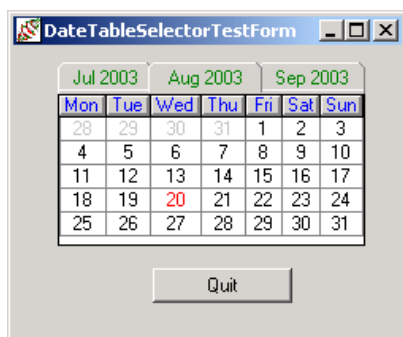 DateTableSelectorTestForm
Jul 2003 Aug 2003 Sep 2003
Mon Tue Wed Thu Fri Sat Sun
28 29 30 31 1 2 3
4 5 6 7 8 9 10
11 12 13 14 15 16 17
18 19 20 21 22 23 24
25 26 27 28 29 30 31
Quit